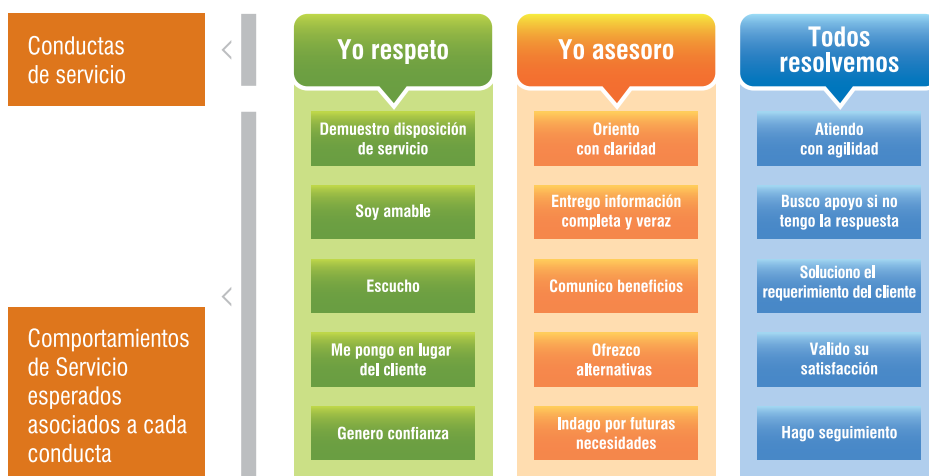 Conductas
de servicio
Yo respeto
Yo asesoro
Todos
resolvemos
Demuestro disposición
de servicio
Oriento
con claridad
Atiendo
con agilidad
Soy amable
Entrego información
completa y veraz
Busco apoyo si no
tengo la respuesta
Escucho
Comunico beneficios
Soluciono el
requerimiento del cliente
Comportamientos
de Servicio
esperados
asociados a cada
conducta
Me pongo en lugar
del cliente
Ofrezco
alternativas
Valido su
satisfacción
Genero confianza
Indago por futuras
necesidades
Hago seguimiento